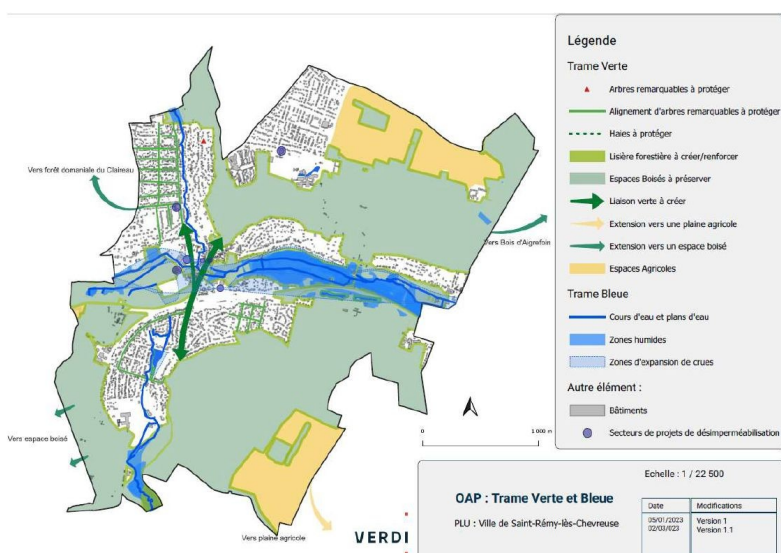 Vers forêt domaniale du Claireau
Vers Bois d'Aigrefoin
Vers espace boisé
Vers plaine agricole
0
1 000 m
VERDI
Légende
Trame Verte
Arbres remarquables à protéger
Alignement d'arbres remarquables à protéger
Haies à protéger
Lisière forestière à créer/renforcer
Espaces Boisés à préserver
Liaison verte à créer
Extension vers une plaine agricole
Extension vers un espace boisé
Espaces Agricoles
Trame Bleue
Cours d'eau et plans d'eau
Zones humides
Zones d'expansion de crues
Autre élément :
Bâtiments
Secteurs de projets de désimperméabilisation
Echelle : 1 / 22 500
OAP : Trame Verte et Bleue
PLU : Ville de Saint-Rémy-lès-Chevreuse
Date Modifications
05/01/2023 Version 1
02/03/023 Version 1.1